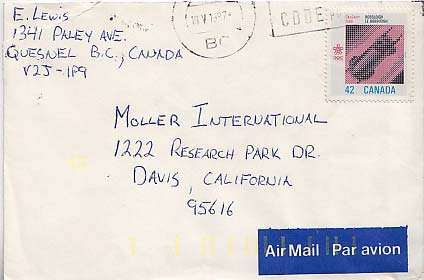 E. Lewis
1341 Paley Ave.
Quesnel B.C., Canada
V2J-1P9
BC
CODE
Calgary
1988
BOBSLEIGH
LE BOBSLEIGH
42 CANADA
Moller International
1222 Research Park Dr.
Davis, California
95616
Air Mail Par avion